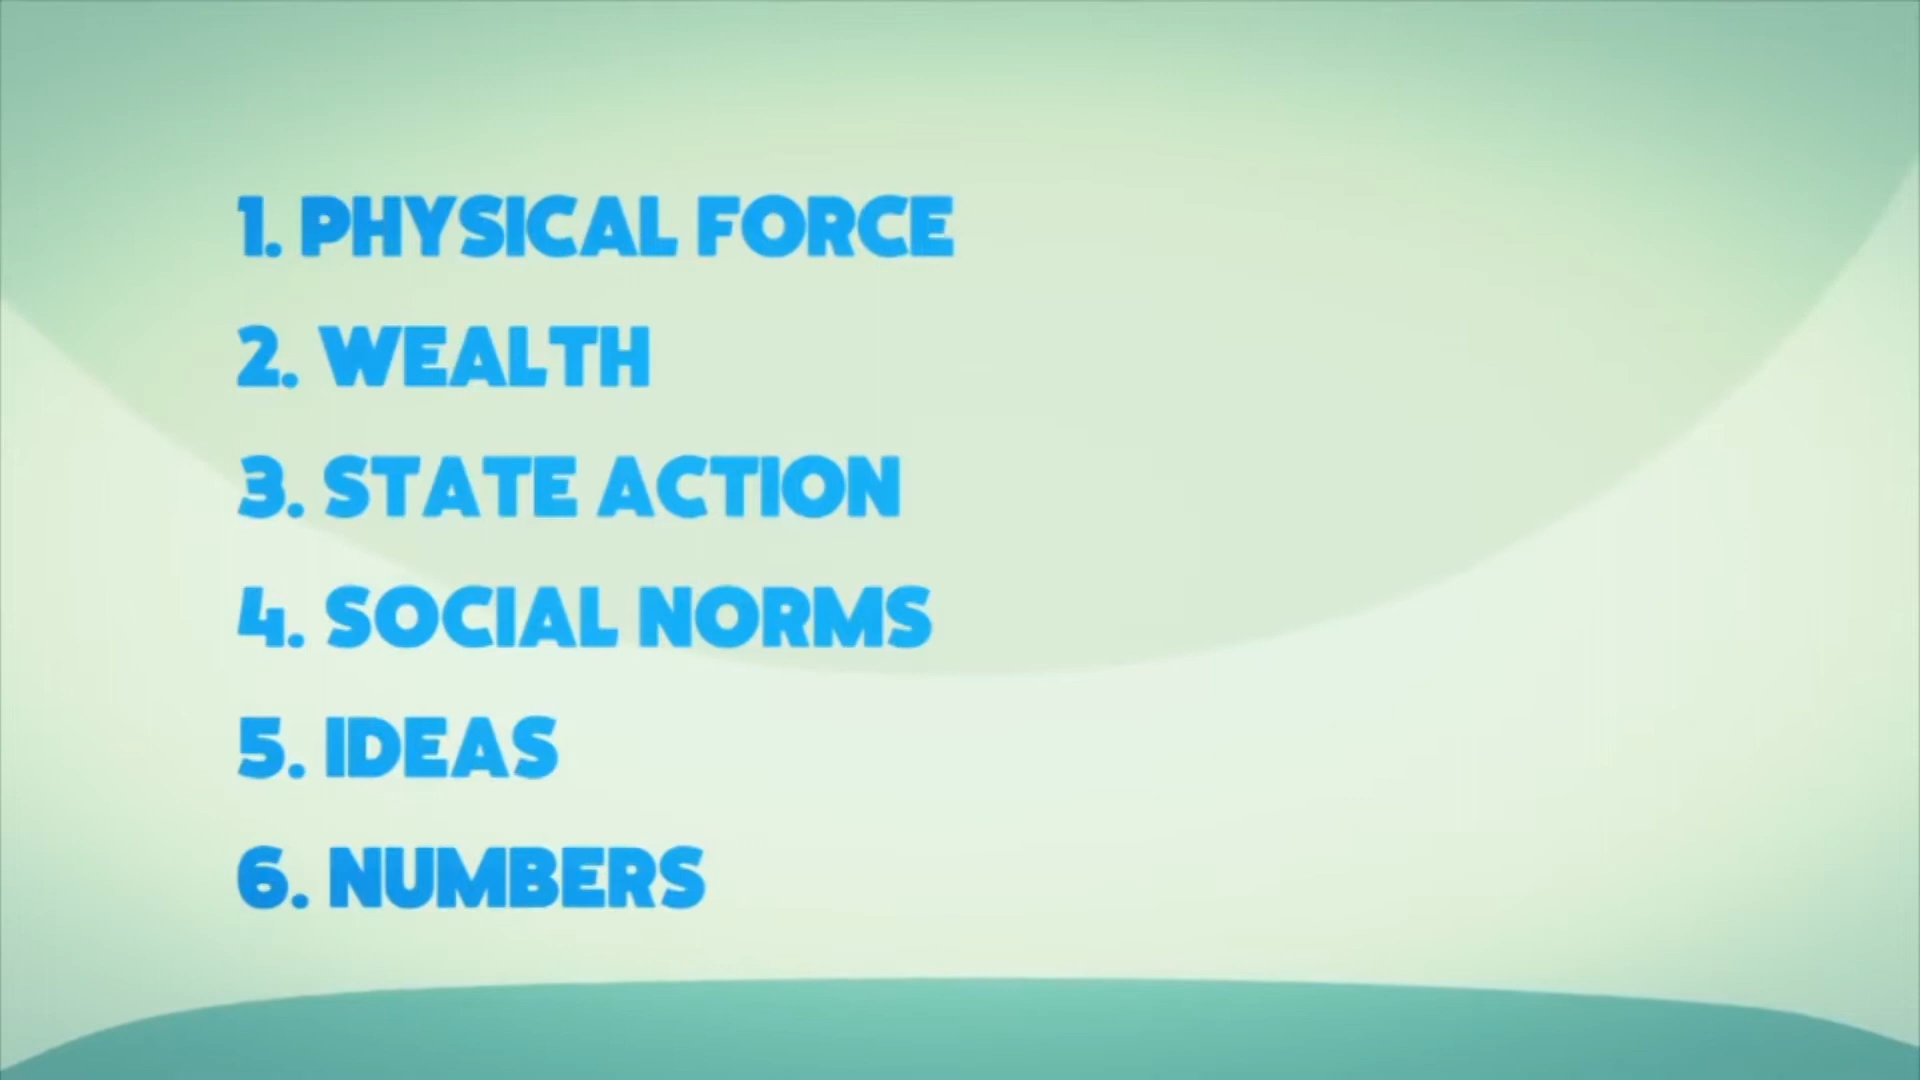 1. PHYSICAL FORCE
2. WEALTH
3. STATE ACTION
4. SOCIAL NORMS
5. IDEAS
6. NUMBERS